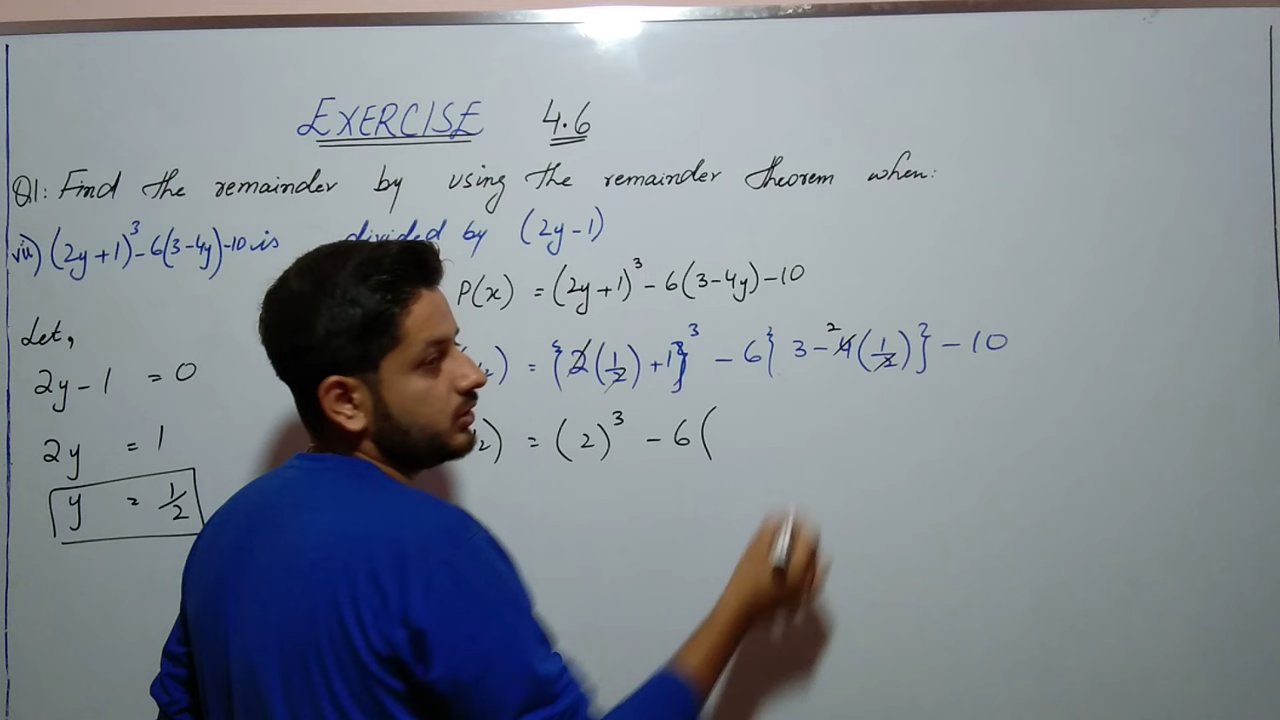 EXERCISE 4.6
Q1: Find the remainder by using the remainder theorem when:
vii) (2y+1)³-6(3-4y)-10 is divided by (2y-1)
P(x) = (2y+1)³ - 6(3-4y)-10
Let,
2y-1 = 0
2y = 1
y = 1/2
) = {2(1/2)+1}³ - 6{3-4²(1/2)} - 10
) = (2)³ - 6(